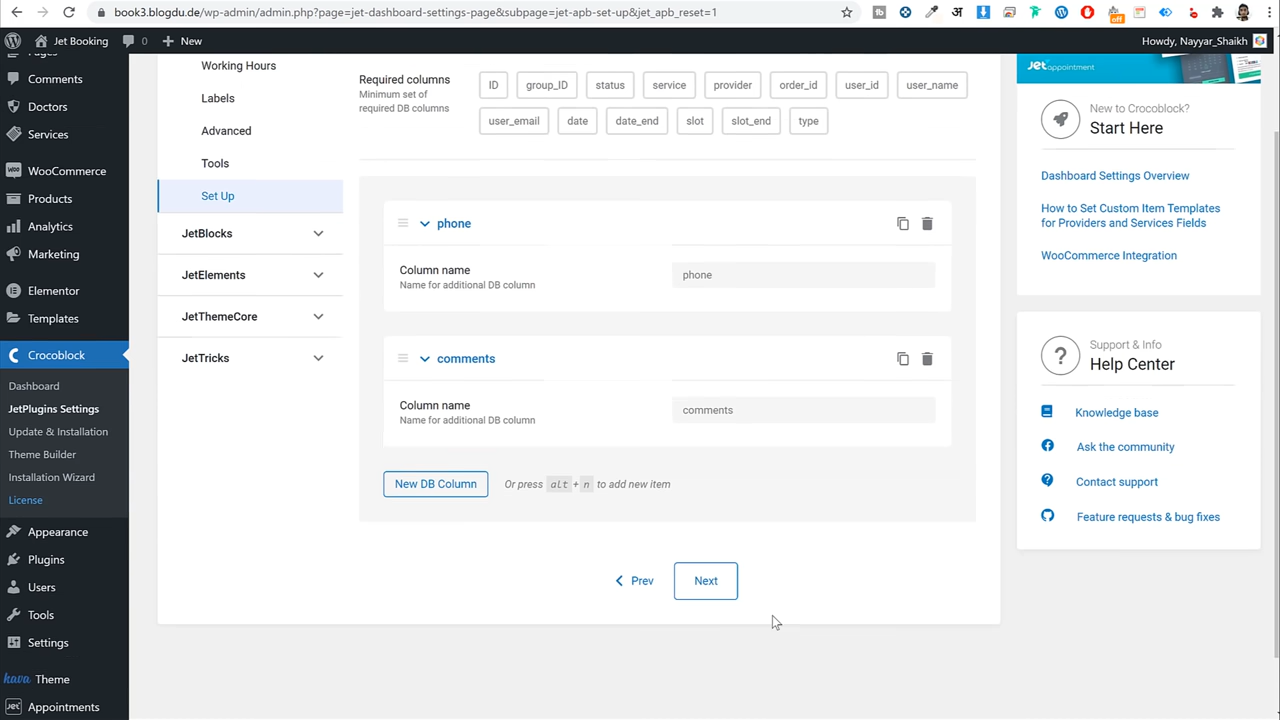 book3.blogdu.de/wp-admin/admin.php?page=jet-dashboard-settings-page&subpage=jet-apb-set-up&jet_apb_reset=1
अ
off
Jet Booking
0
+ New
Howdy, Nayyar_Shaikh
Comments
Doctors
Services
WooCommerce
Products
Analytics
Marketing
Elementor
Templates
Crocoblock
Dashboard
JetPlugins Settings
Update & Installation
Theme Builder
Installation Wizard
License
Appearance
Plugins
Users
Tools
Settings
kava Theme
Jet Appointments
Working Hours
Labels
Advanced
Tools
Set Up
JetBlocks
JetElements
JetThemeCore
JetTricks
Required columns
Minimum set of
required DB columns
ID group_ID status service provider order_id user_id user_name
user_email date date_end slot slot_end type
phone
Column name
Name for additional DB column
phone
comments
Column name
Name for additional DB column
comments
New DB Column Or press alt + n to add new item
Prev Next
Jet appointment
New to Crocoblock?
Start Here
Dashboard Settings Overview
How to Set Custom Item Templates
for Providers and Services Fields
WooCommerce Integration
?
Support & Info
Help Center
Knowledge base
Ask the community
Contact support
Feature requests & bug fixes